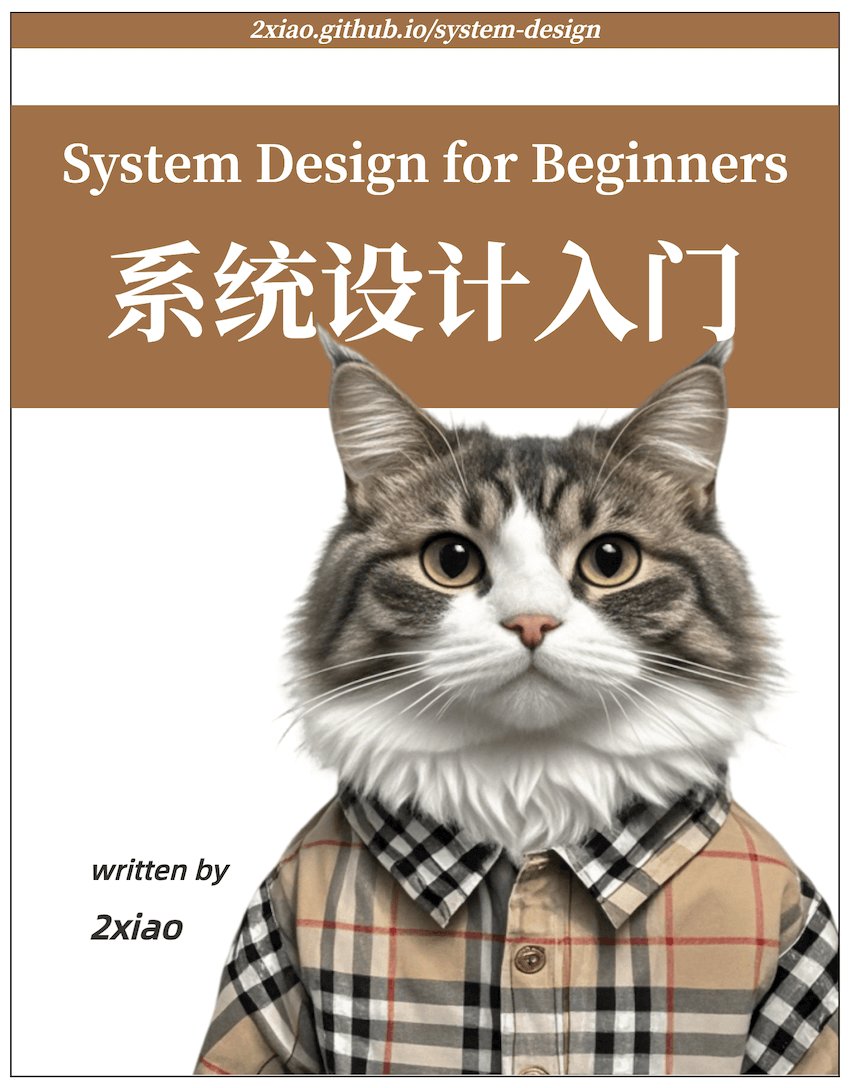 2xiao.github.io/system-design
System Design for Beginners
系统设计入门
written by
2xiao